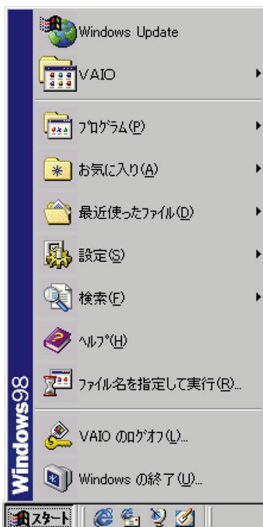 Windows Update
VAIO
ﾌﾟﾛｸﾞﾗﾑ(P)
お気に入り(A)
最近使ったﾌｧｲﾙ(D)
設定(S)
検索(F)
ﾍﾙﾌﾟ(H)
ﾌｧｲﾙ名を指定して実行(R)...
VAIO のﾛｸﾞｵﾌ(L)...
Windows の終了(U)...
Windows98
スタート